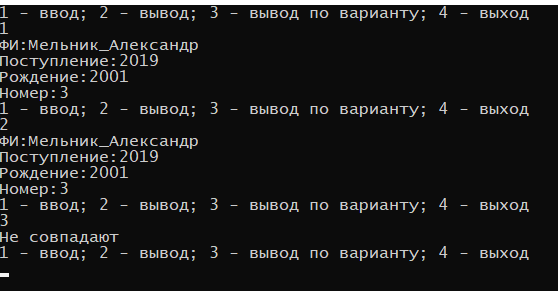 1 – ввод; 2 – вывод; 3 – вывод по варианту; 4 – выход
1
ФИ:Мельник_Александр
Поступление:2019
Рождение:2001
Номер:3
1 – ввод; 2 – вывод; 3 – вывод по варианту; 4 – выход
2
ФИ:Мельник_Александр
Поступление:2019
Рождение:2001
Номер:3
1 – ввод; 2 – вывод; 3 – вывод по варианту; 4 – выход
3
Не совпадают
1 – ввод; 2 – вывод; 3 – вывод по варианту; 4 – выход